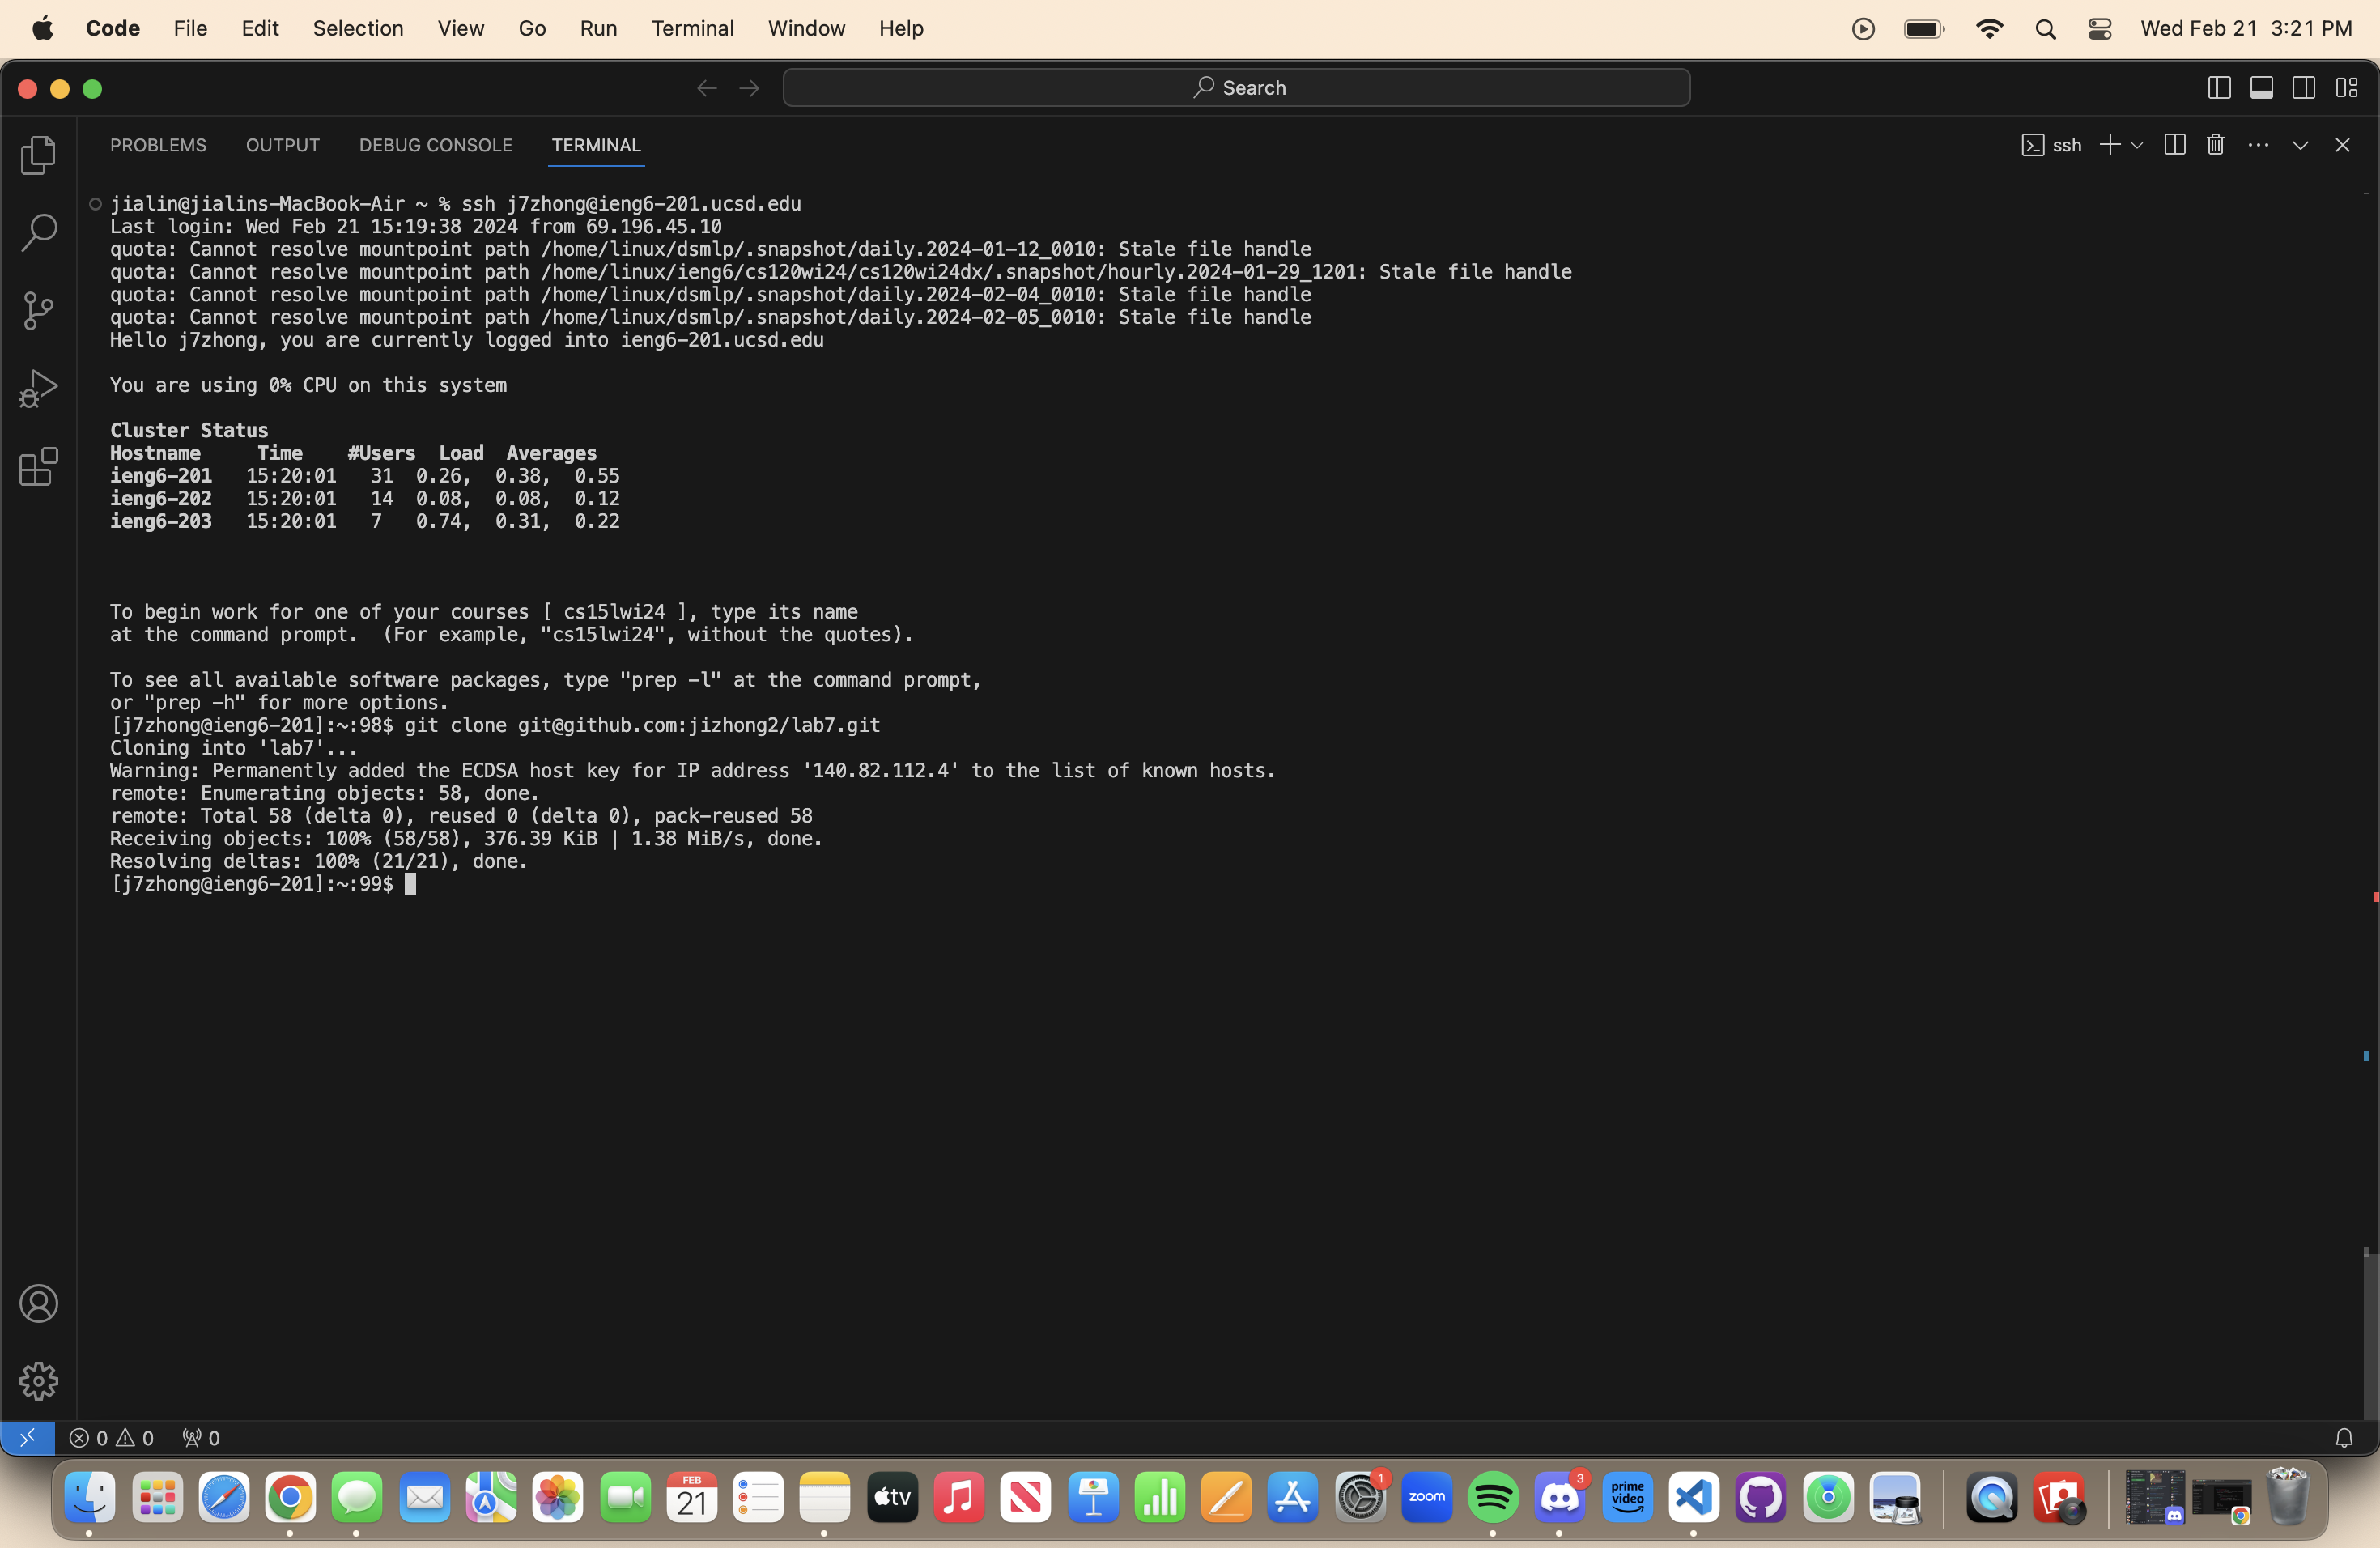 Code File Edit Selection View Go Run Terminal Window Help Wed Feb 21 3:21 PM
Search
PROBLEMS OUTPUT DEBUG CONSOLE TERMINAL ssh
jialin@jialins-MacBook-Air ~ % ssh j7zhong@ieng6-201.ucsd.edu
Last login: Wed Feb 21 15:19:38 2024 from 69.196.45.10
quota: Cannot resolve mountpoint path /home/linux/dsmlp/.snapshot/daily.2024-01-12_0010: Stale file handle
quota: Cannot resolve mountpoint path /home/linux/ieng6/cs120wi24/cs120wi24dx/.snapshot/hourly.2024-01-29_1201: Stale file handle
quota: Cannot resolve mountpoint path /home/linux/dsmlp/.snapshot/daily.2024-02-04_0010: Stale file handle
quota: Cannot resolve mountpoint path /home/linux/dsmlp/.snapshot/daily.2024-02-05_0010: Stale file handle
Hello j7zhong, you are currently logged into ieng6-201.ucsd.edu
You are using 0% CPU on this system
Cluster Status
Hostname Time #Users Load Averages
ieng6-201 15:20:01 31 0.26, 0.38, 0.55
ieng6-202 15:20:01 14 0.08, 0.08, 0.12
ieng6-203 15:20:01 7 0.74, 0.31, 0.22
To begin work for one of your courses [ cs15lwi24 ], type its name
at the command prompt. (For example, "cs15lwi24", without the quotes).
To see all available software packages, type "prep -l" at the command prompt,
or "prep -h" for more options.
[j7zhong@ieng6-201]:~:98$ git clone git@github.com:jizhong2/lab7.git
Cloning into 'lab7'...
Warning: Permanently added the ECDSA host key for IP address '140.82.112.4' to the list of known hosts.
remote: Enumerating objects: 58, done.
remote: Total 58 (delta 0), reused 0 (delta 0), pack-reused 58
Receiving objects: 100% (58/58), 376.39 KiB | 1.38 MiB/s, done.
Resolving deltas: 100% (21/21), done.
[j7zhong@ieng6-201]:~:99$
0 0 0
FEB
21
tv
1
zoom
3
prime
video